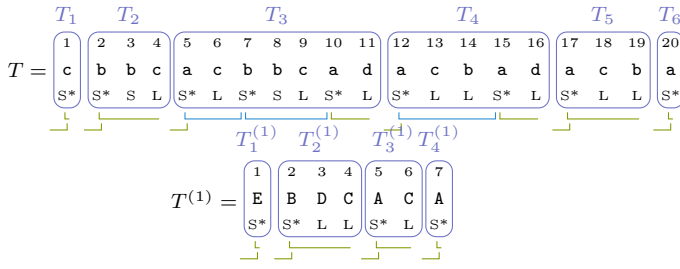 T₁ T₂ T₃ T₄ T₅ T₆
1 2 3 4 5 6 7 8 9 10 11 12 13 14 15 16 17 18 19 20
T = c b b c a c b b c a d a c b a d a c b a
S* S* S L S* L S* S L S* L S* L L S* L S* L L S*
T₁⁽¹⁾ T₂⁽¹⁾ T₃⁽¹⁾ T₄⁽¹⁾
1 2 3 4 5 6 7
T⁽¹⁾ = E B D C A C A
S* S* L L S* L S*